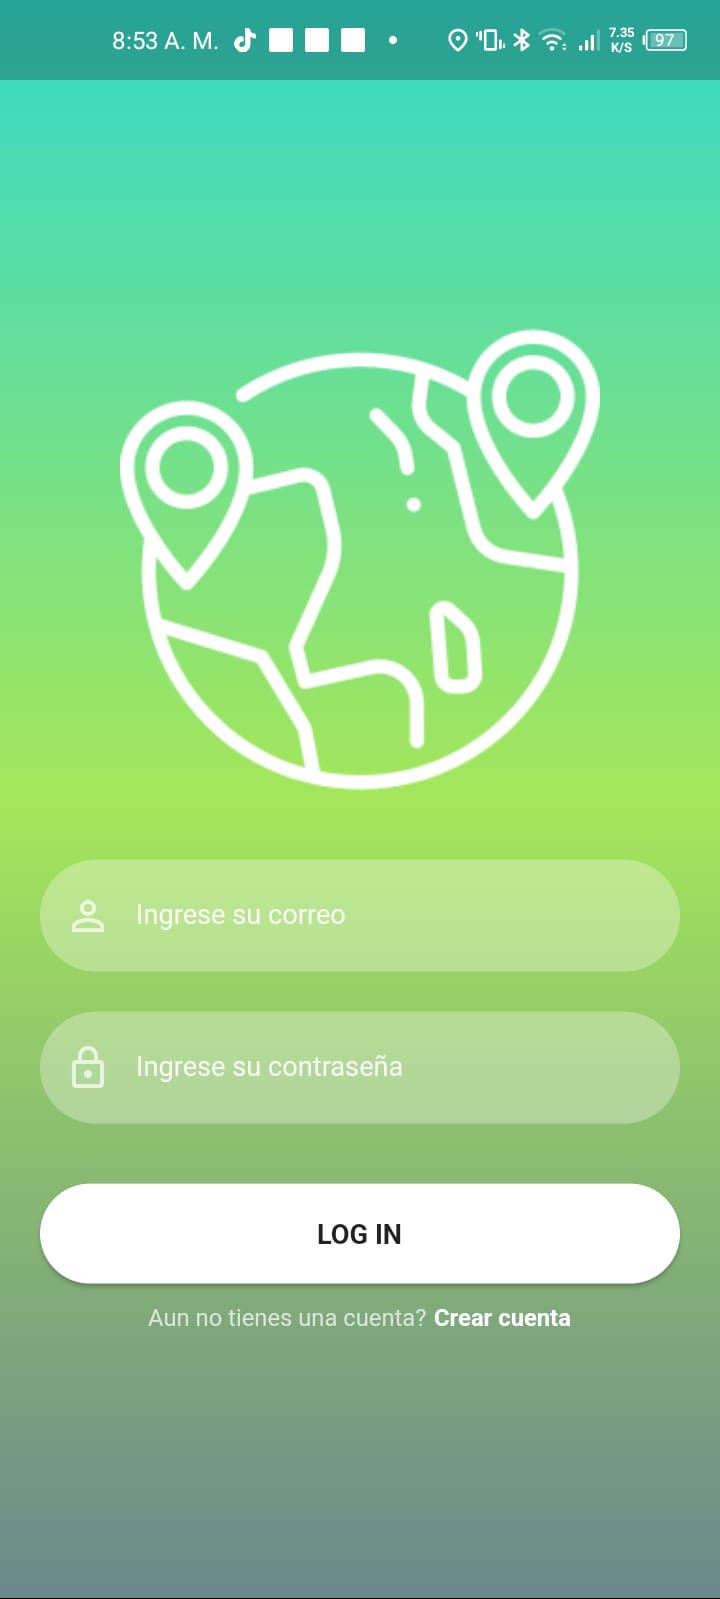 8:53 A. M. 7.35 K/S 97
Ingrese su correo
Ingrese su contraseña
LOG IN
Aun no tienes una cuenta? Crear cuenta